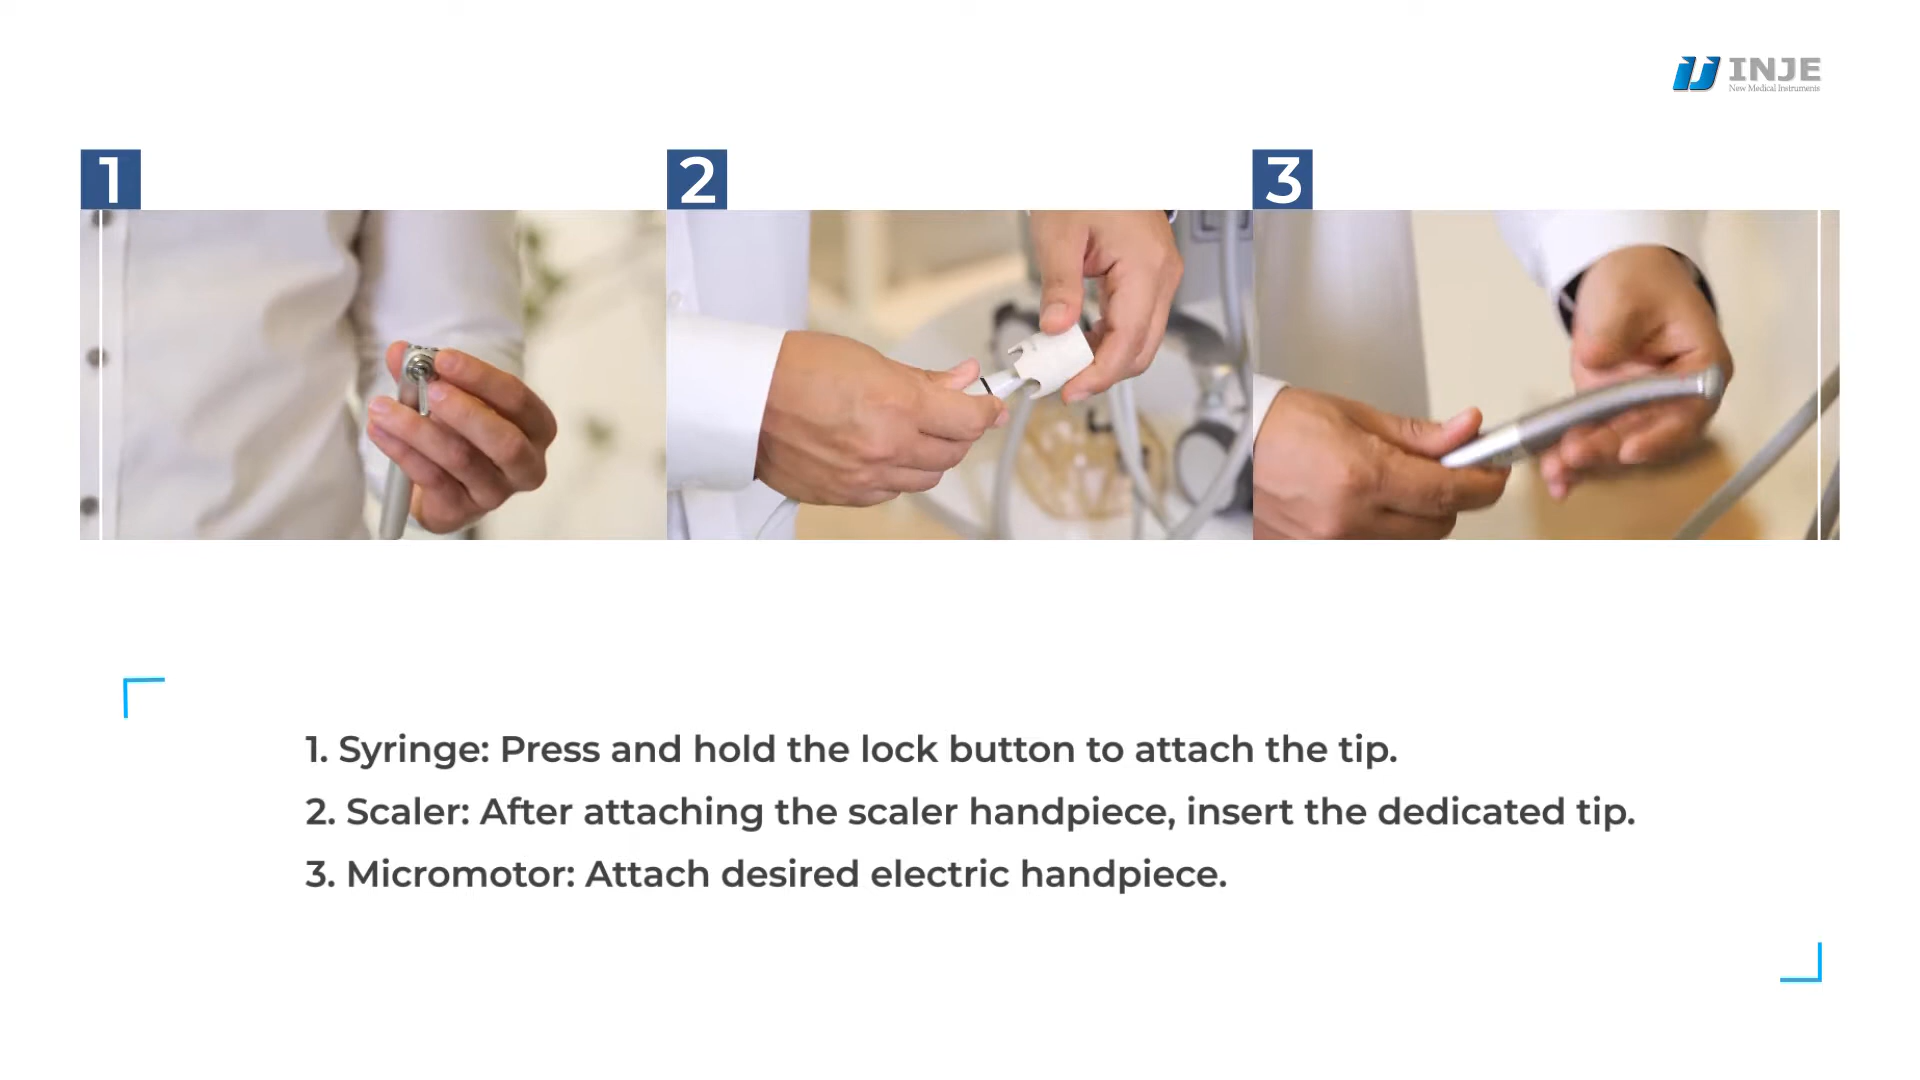 INJE
New Medical Instruments
1
2
3
1. Syringe: Press and hold the lock button to attach the tip.
2. Scaler: After attaching the scaler handpiece, insert the dedicated tip.
3. Micromotor: Attach desired electric handpiece.